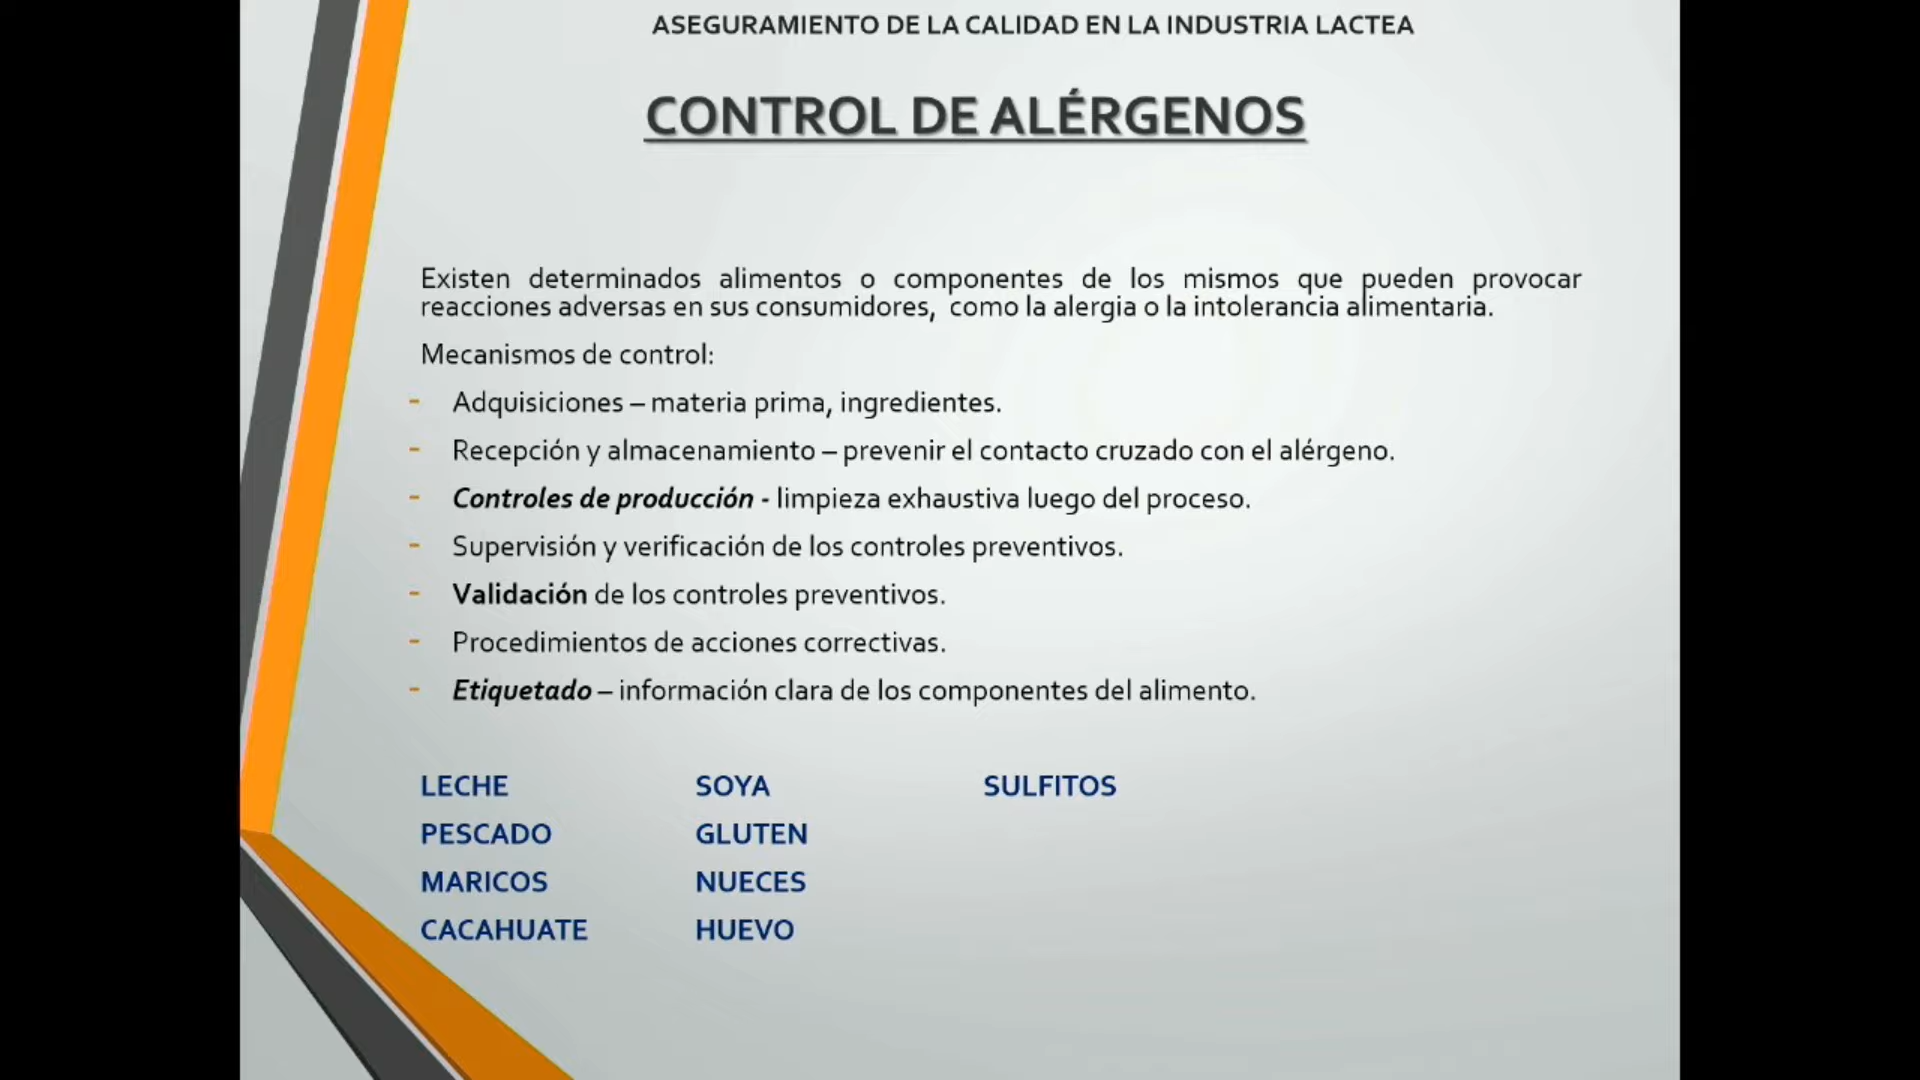 ASEGURAMIENTO DE LA CALIDAD EN LA INDUSTRIA LACTEA
CONTROL DE ALÉRGENOS
Existen determinados alimentos o componentes de los mismos que pueden provocar
reacciones adversas en sus consumidores, como la alergia o la intolerancia alimentaria.
Mecanismos de control:
- Adquisiciones – materia prima, ingredientes.
- Recepción y almacenamiento – prevenir el contacto cruzado con el alérgeno.
- Controles de producción - limpieza exhaustiva luego del proceso.
- Supervisión y verificación de los controles preventivos.
- Validación de los controles preventivos.
- Procedimientos de acciones correctivas.
- Etiquetado – información clara de los componentes del alimento.
LECHE SOYA SULFITOS
PESCADO GLUTEN
MARICOS NUECES
CACAHUATE HUEVO